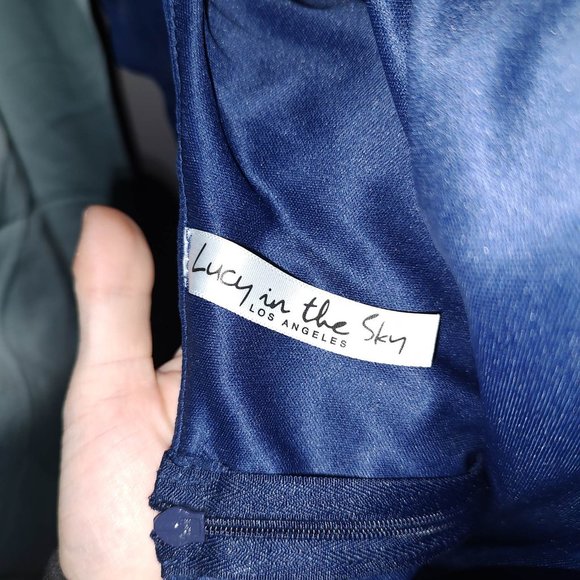 Lucy in the Sky
LOS ANGELES